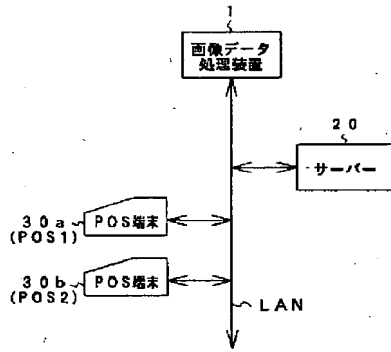 1
画像データ
処理装置
20
サーバー
30a
(POS1)
POS端末
30b
(POS2)
POS端末
LAN